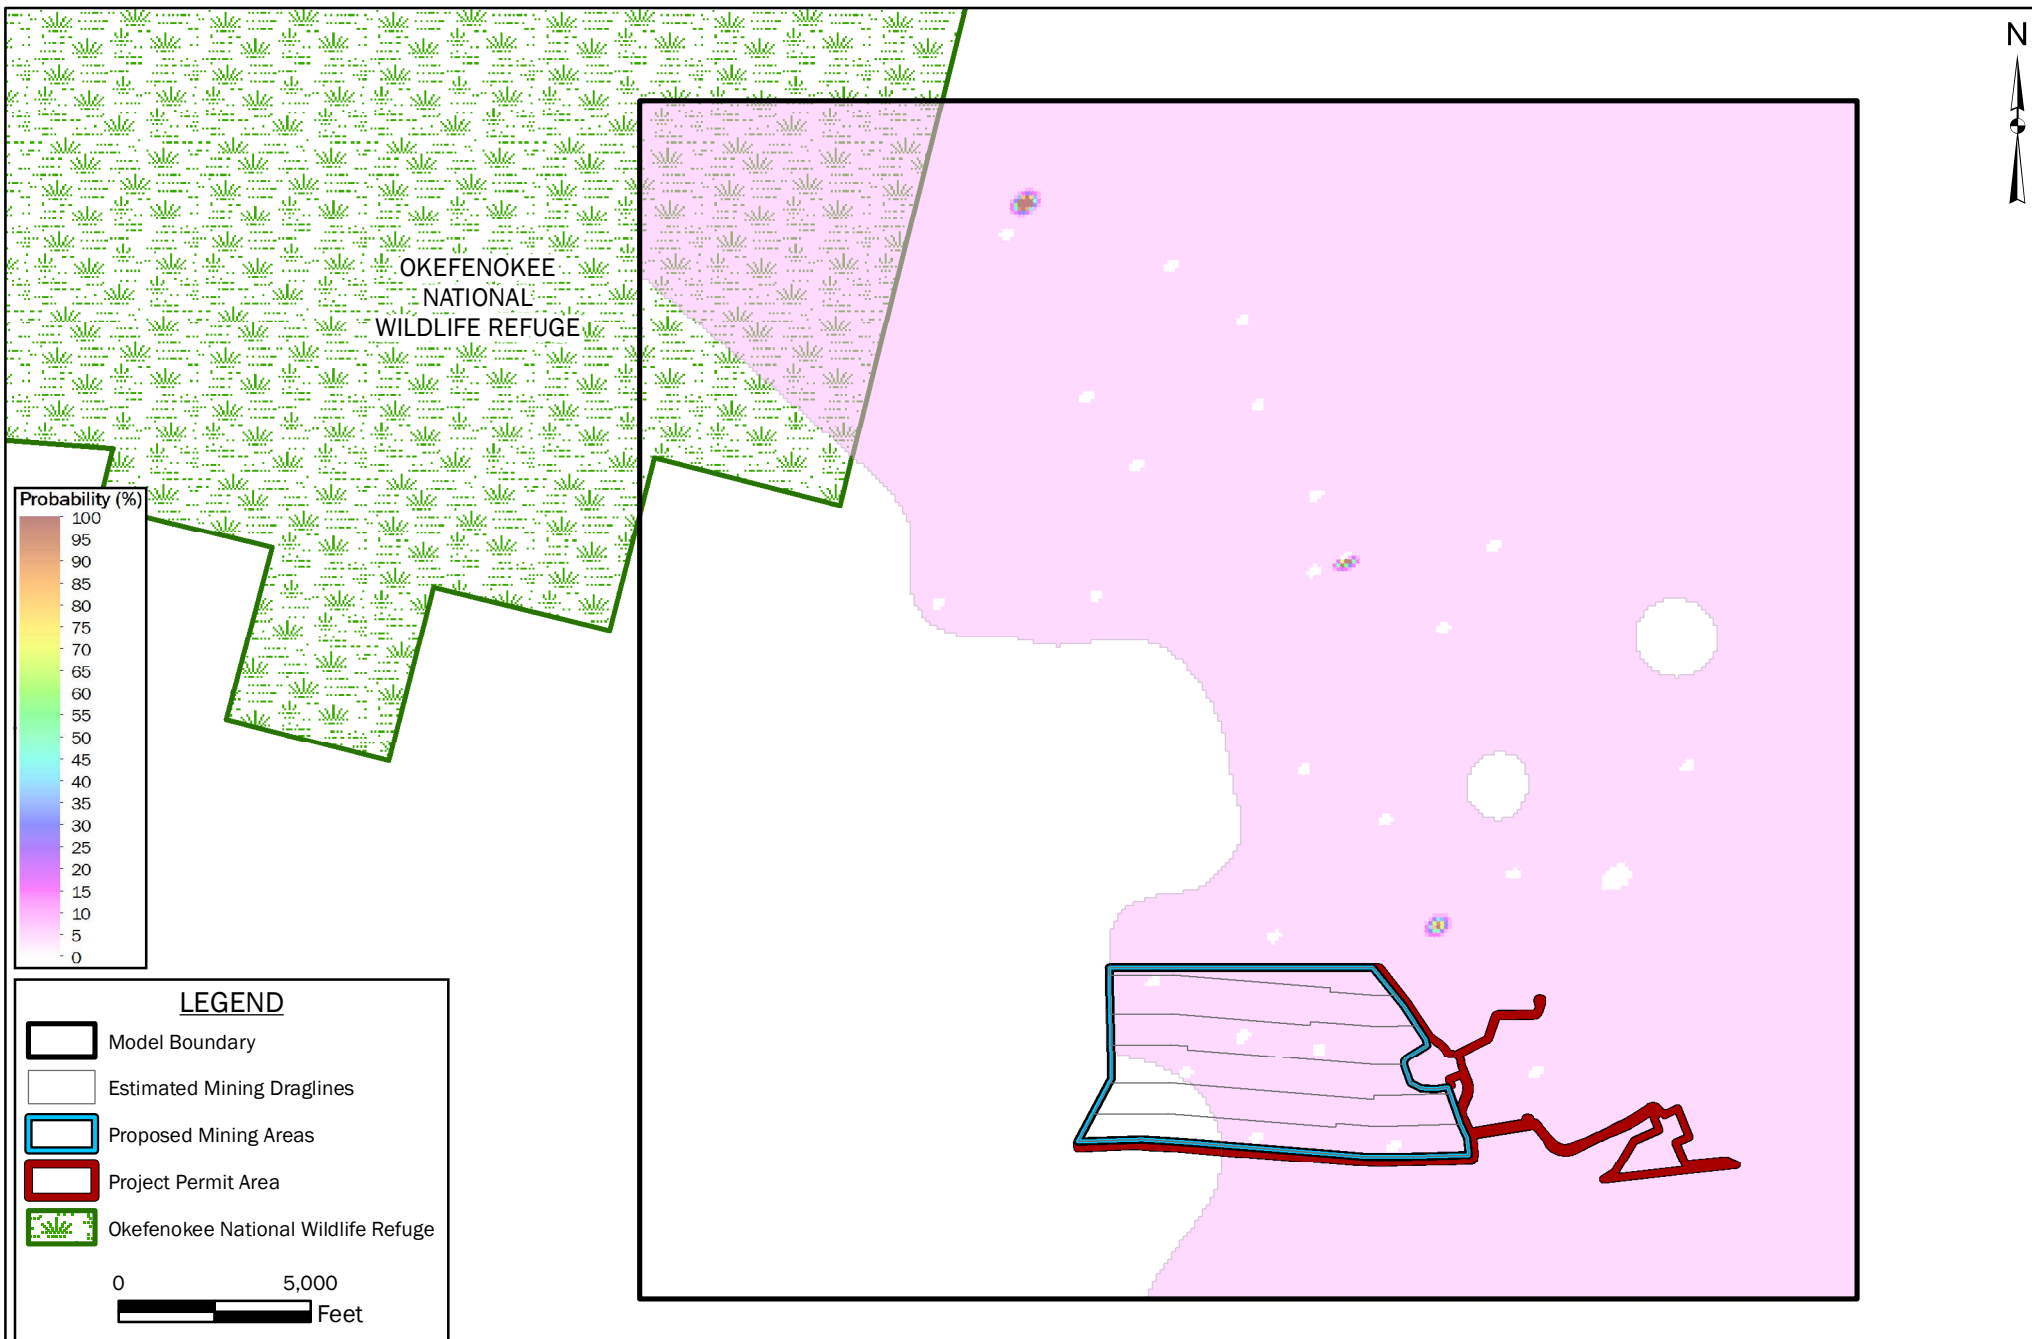 N
OKEFENOKEE
NATIONAL
WILDLIFE REFUGE
Probability (%)
100
95
90
85
80
75
70
65
60
55
50
45
40
35
30
25
20
15
10
5
0
LEGEND
Model Boundary
Estimated Mining Draglines
Proposed Mining Areas
Project Permit Area
Okefenokee National Wildlife Refuge
0 5,000
Feet